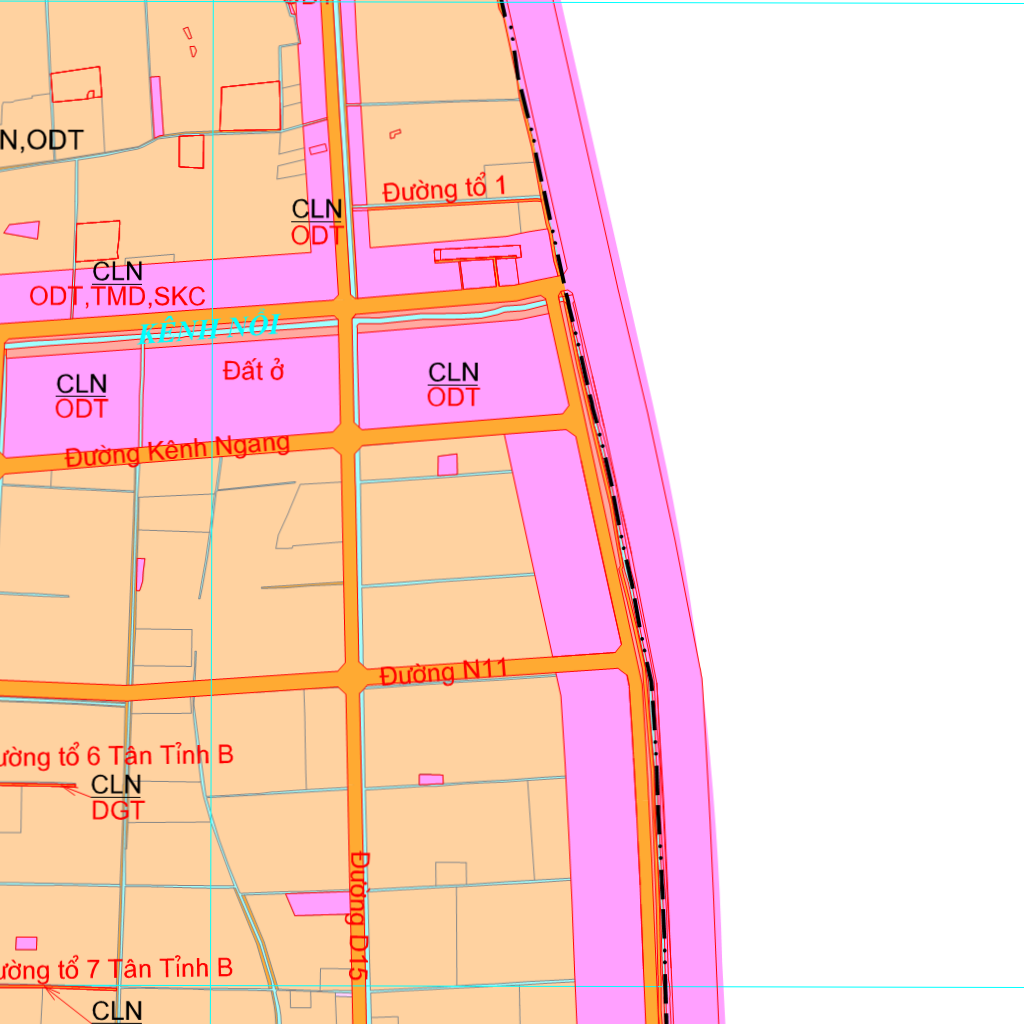 N,ODT
Đường tổ 1
CLN
ODT
CLN
ODT,TMD,SKC
KÊNH NỔI
Đất ở
CLN
ODT
CLN
ODT
Đường Kênh Ngang
Đường N11
ường tổ 6 Tân Tỉnh B
CLN
DGT
Đường D15
ường tổ 7 Tân Tỉnh B
CLN